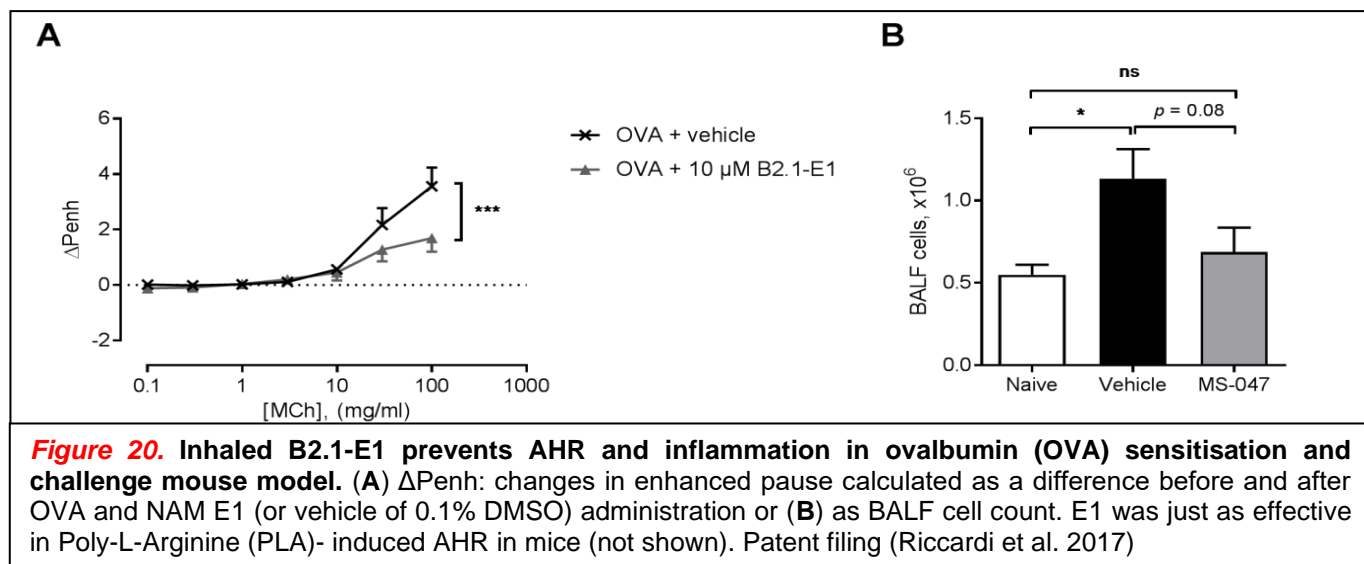 A
B
6
4
2
0
-2
ΔPenh
0.1
1
10
100
1000
[MCh], (mg/ml)
***
OVA + vehicle
OVA + 10 µM B2.1-E1
ns
*
p = 0.08
1.5
1.0
0.5
0.0
BALF cells, x10⁶
Naive
Vehicle
MS-047
Figure 20. Inhaled B2.1-E1 prevents AHR and inflammation in ovalbumin (OVA) sensitisation and
challenge mouse model. (A) ΔPenh: changes in enhanced pause calculated as a difference before and after
OVA and NAM E1 (or vehicle of 0.1% DMSO) administration or (B) as BALF cell count. E1 was just as effective
in Poly-L-Arginine (PLA)- induced AHR in mice (not shown). Patent filing (Riccardi et al. 2017)